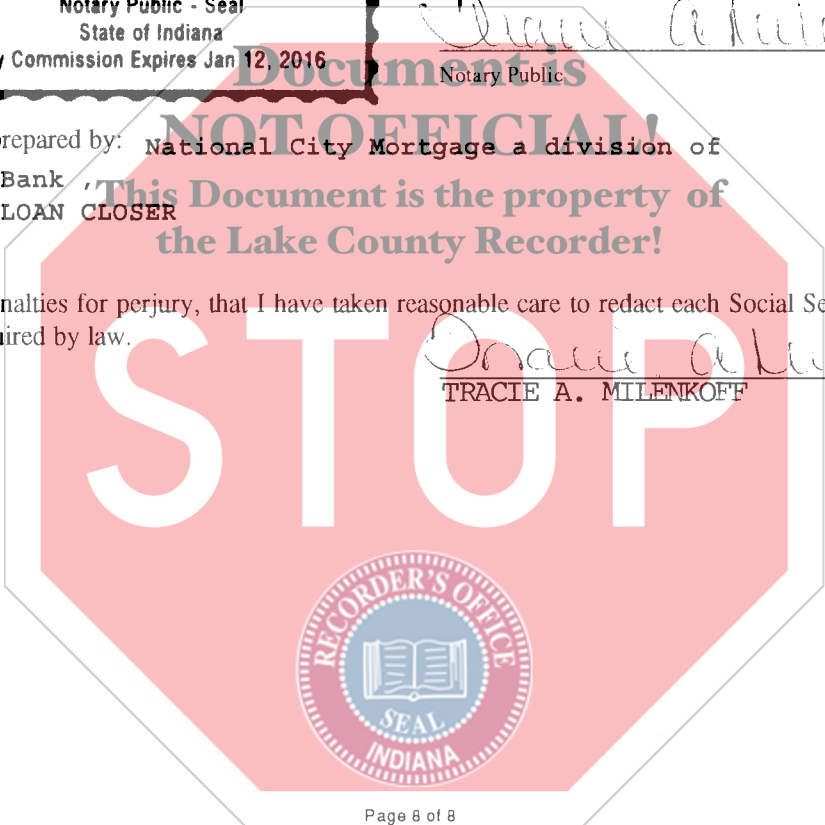 Notary Public - Seal
State of Indiana
y Commission Expires Jan 12, 2016
Notary Public
Document is
NOT OFFICIAL!
This Document is the property of
the Lake County Recorder!
repared by: National City Mortgage a division of
Bank ,
LOAN CLOSER
nalties for perjury, that I have taken reasonable care to redact each Social Se
ired by law.
TRACIE A. MILENKOFF
STOP
RECORDER'S OFFICE
SEAL
INDIANA
Page 8 of 8